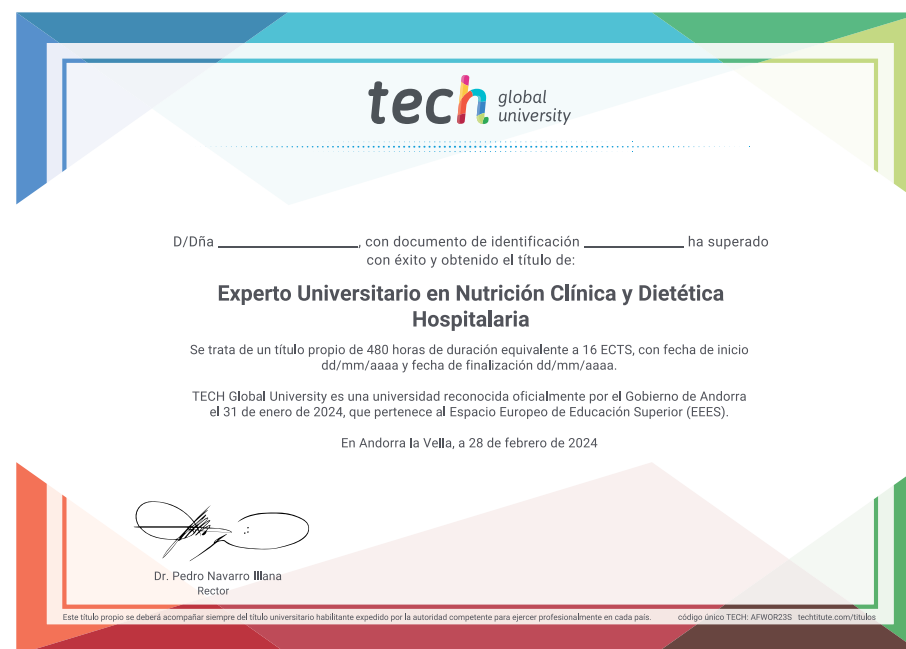 tech global university
D/Dña ____________________, con documento de identificación ______________ ha superado
con éxito y obtenido el título de:
Experto Universitario en Nutrición Clínica y Dietética
Hospitalaria
Se trata de un título propio de 480 horas de duración equivalente a 16 ECTS, con fecha de inicio
dd/mm/aaaa y fecha de finalización dd/mm/aaaa.
TECH Global University es una universidad reconocida oficialmente por el Gobierno de Andorra
el 31 de enero de 2024, que pertenece al Espacio Europeo de Educación Superior (EEES).
En Andorra la Vella, a 28 de febrero de 2024
Dr. Pedro Navarro Illana
Rector
Este título propio se deberá acompañar siempre del título universitario habilitante expedido por la autoridad competente para ejercer profesionalmente en cada país. código único TECH: AFWOR23S techtitute.com/titulos